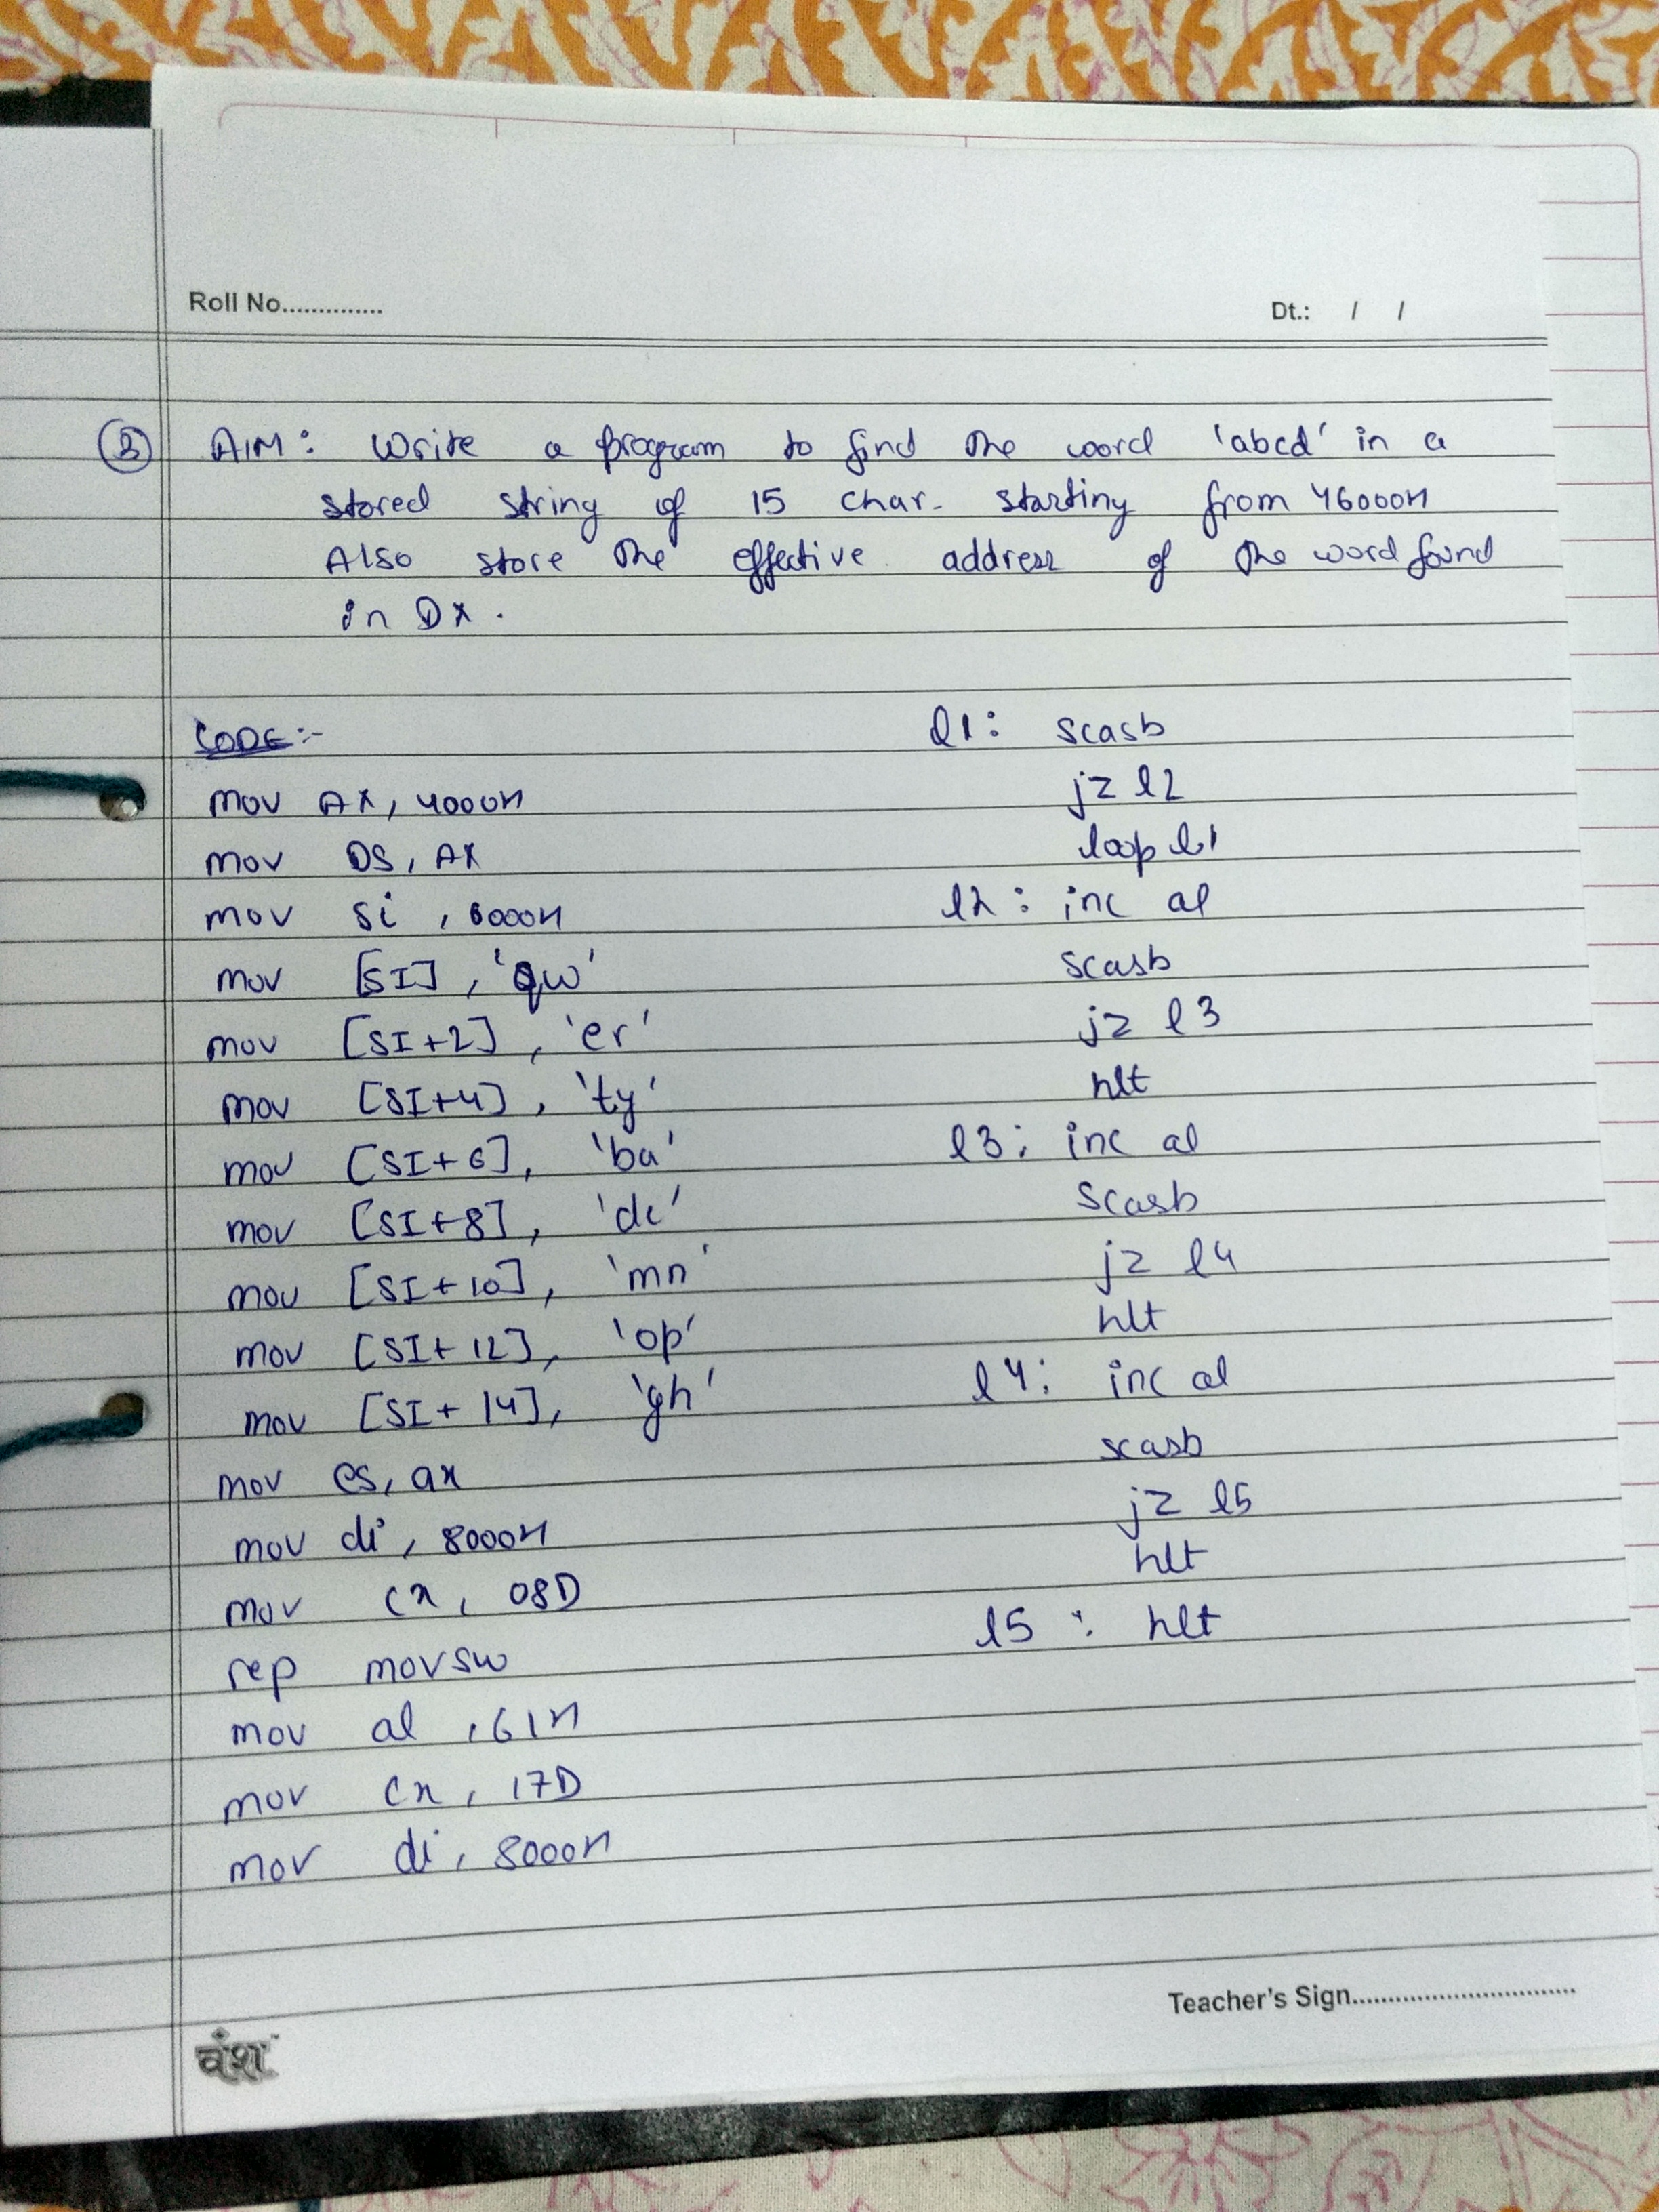 Roll No..............
Dt.: / /
③ AIM: Write a program to find the word 'abcd' in a
stored string of 15 char. starting from 46000H
Also store the effective address of the word found
in DX.
CODE:-
mov AX, 4000H
mov DS, AX
mov si, 6000H
mov [SI], 'qw'
mov [SI+2], 'er'
mov [SI+4], 'ty'
mov [SI+6], 'ba'
mov [SI+8], 'dc'
mov [SI+10], 'mn'
mov [SI+12], 'op'
mov [SI+14], 'gh'
mov es, ax
mov di, 8000H
mov cx, 08D
rep movsw
mov al, 61H
mov cx, 17D
mov di, 8000H
l1: scasb
jz l2
loop l1
l2: inc al
scasb
jz l3
hlt
l3: inc al
scasb
jz l4
hlt
l4: inc al
scasb
jz l5
hlt
l5: hlt
Teacher's Sign..............................
वंश